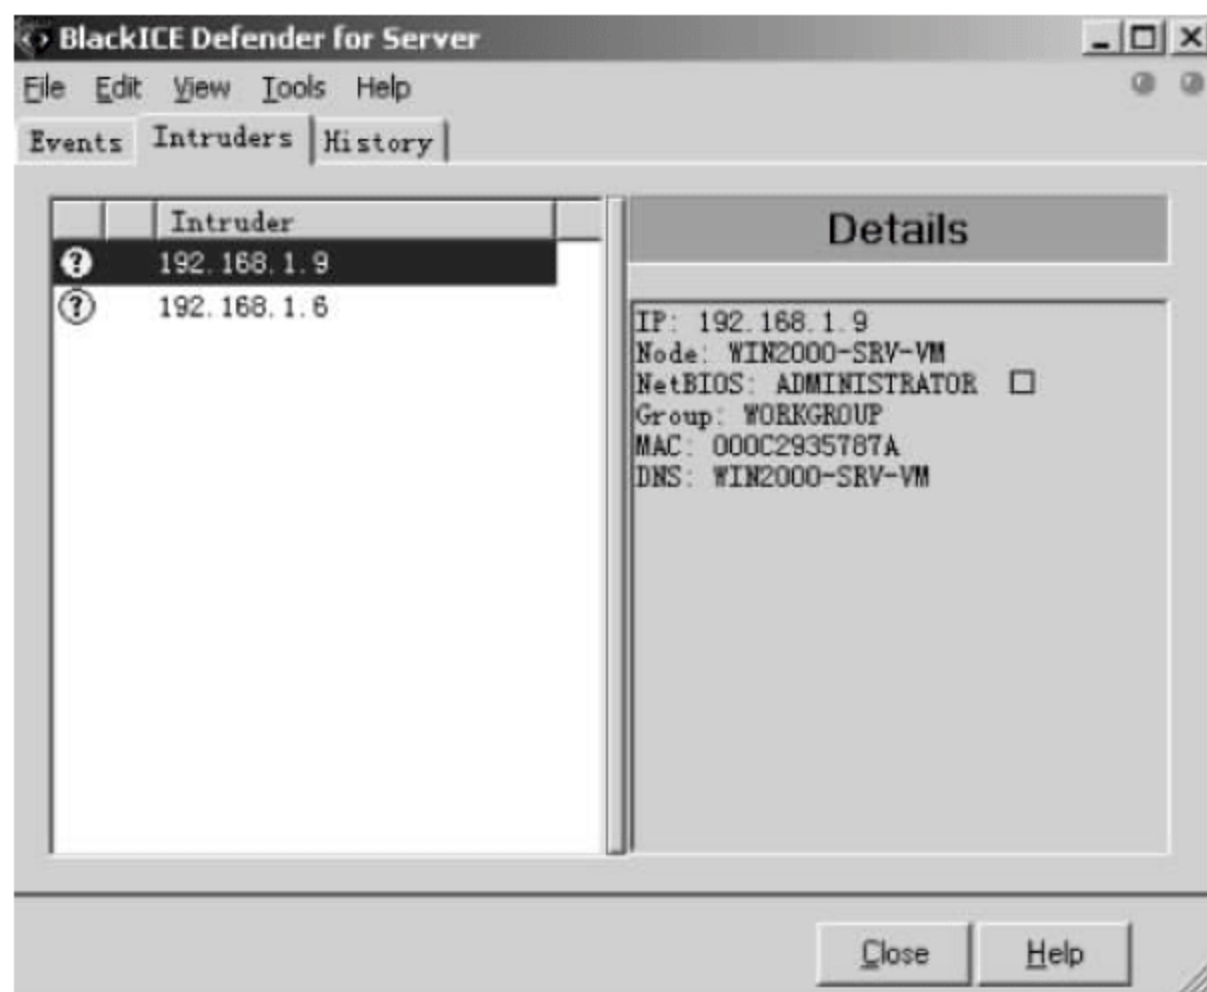 BlackICE Defender for Server
File Edit View Tools Help
Events Intruders History
Intruder
192.168.1.9
192.168.1.6
Details
IP: 192.168.1.9
Node: WIN2000-SRV-VM
NetBIOS: ADMINISTRATOR
Group: WORKGROUP
MAC: 000C2935787A
DNS: WIN2000-SRV-VM
Close Help